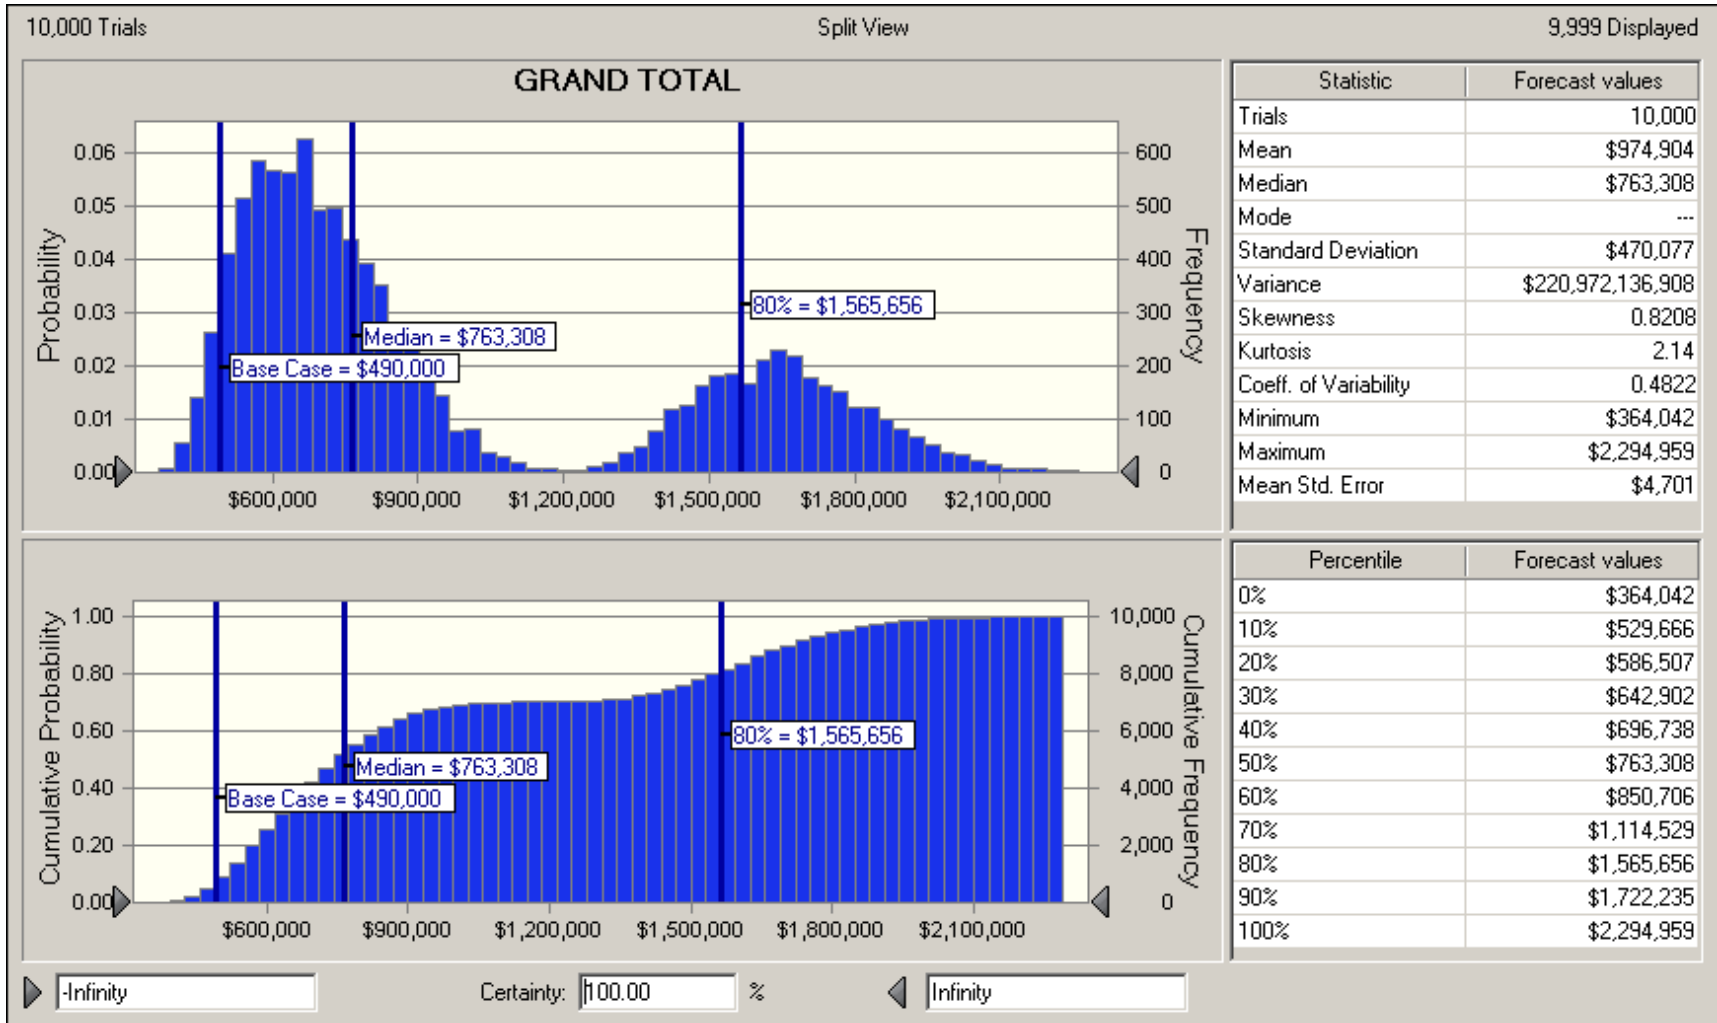 10,000 Trials Split View 9,999 Displayed
GRAND TOTAL
Probability
0.06
0.05
0.04
0.03
0.02
0.01
0.00
Base Case = $490,000
Median = $763,308
80% = $1,565,656
600
500
400
300
200
100
0
Frequency
$600,000 $900,000 $1,200,000 $1,500,000 $1,800,000 $2,100,000
Statistic Forecast values
Trials 10,000
Mean $974,904
Median $763,308
Mode ---
Standard Deviation $470,077
Variance $220,972,136,908
Skewness 0.8208
Kurtosis 2.14
Coeff. of Variability 0.4822
Minimum $364,042
Maximum $2,294,959
Mean Std. Error $4,701
Cumulative Probability
1.00
0.80
0.60
0.40
0.20
0.00
80% = $1,565,656
Median = $763,308
Base Case = $490,000
10,000
8,000
6,000
4,000
2,000
0
Cumulative Frequency
$600,000 $900,000 $1,200,000 $1,500,000 $1,800,000 $2,100,000
Percentile Forecast values
0% $364,042
10% $529,666
20% $586,507
30% $642,902
40% $696,738
50% $763,308
60% $850,706
70% $1,114,529
80% $1,565,656
90% $1,722,235
100% $2,294,959
-Infinity Certainty: 100.00 % Infinity